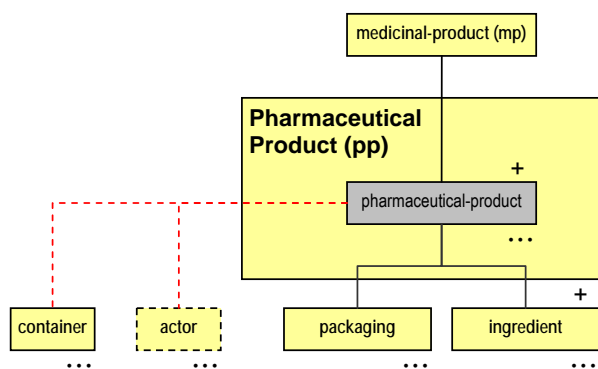 medicinal-product (mp)
Pharmaceutical
Product (pp)
+
pharmaceutical-product
...
+
container
actor
packaging
ingredient
... ... ... ...